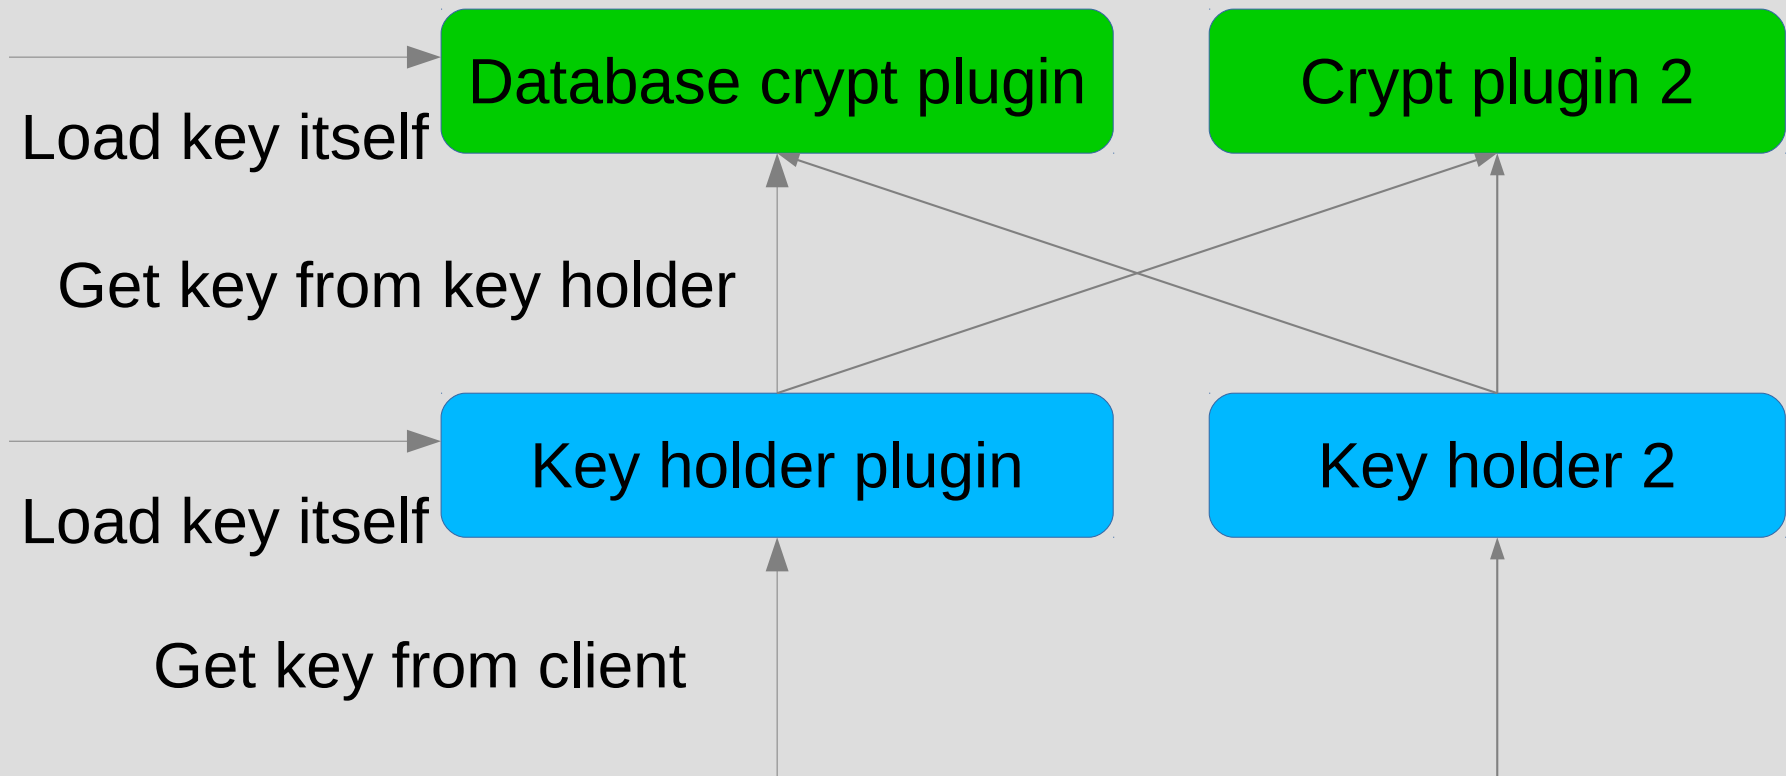 Database crypt plugin
Crypt plugin 2
Load key itself
Get key from key holder
Key holder plugin
Key holder 2
Load key itself
Get key from client